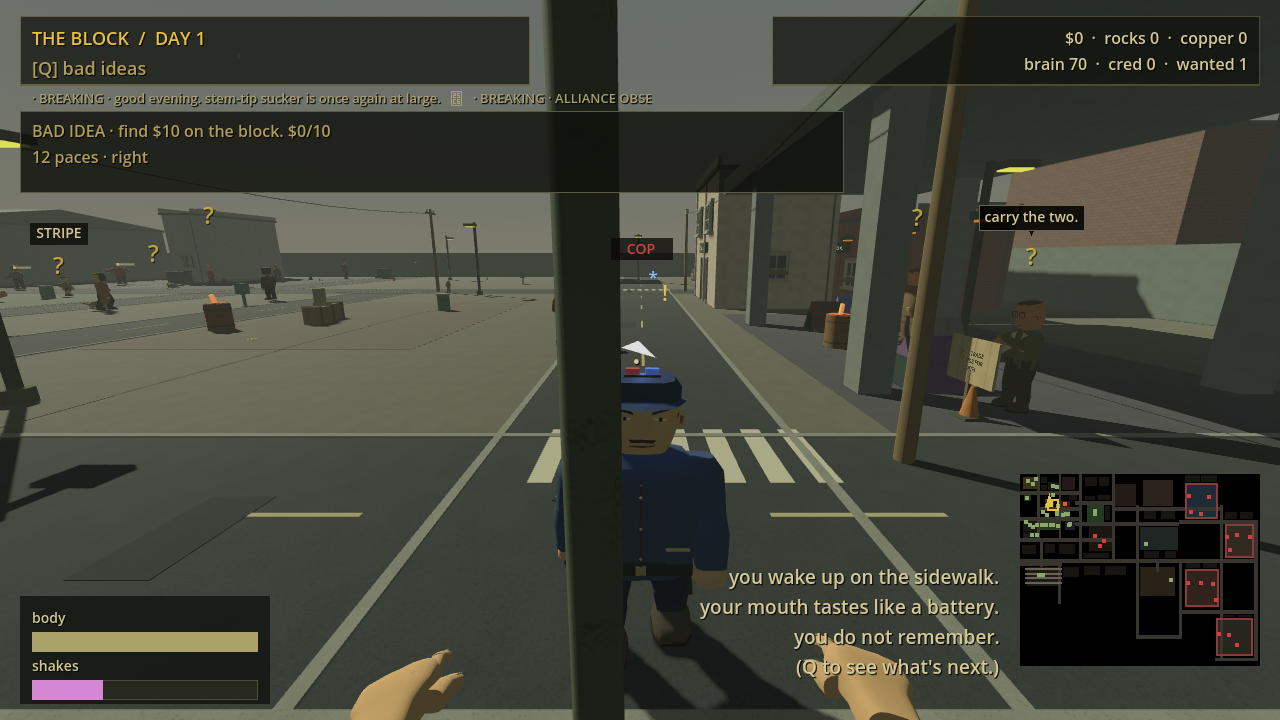 THE BLOCK / DAY 1
[Q] bad ideas
$0 · rocks 0 · copper 0
brain 70 · cred 0 · wanted 1
· BREAKING · good evening. stem-tip sucker is once again at large. · BREAKING · ALLIANCE OBSE
BAD IDEA · find $10 on the block. $0/10
12 paces · right
STRIPE
?
?
?
COP
*
!
?
carry the two.
?
you wake up on the sidewalk.
your mouth tastes like a battery.
you do not remember.
(Q to see what's next.)
body
shakes